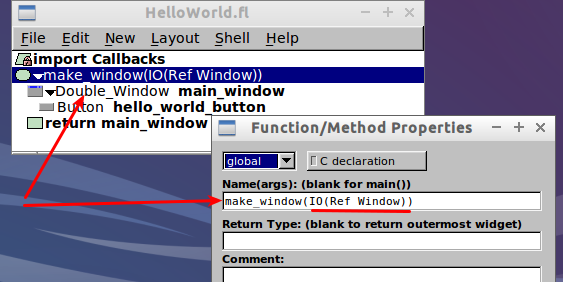 HelloWorld.fl
File Edit New Layout Shell Help
import Callbacks
make_window(IO(Ref Window))
Double_Window main_window
Button hello_world_button
return main_window
Function/Method Properties
global
C declaration
Name(args): (blank for main())
make_window(IO(Ref Window))
Return Type: (blank to return outermost widget)
Comment: